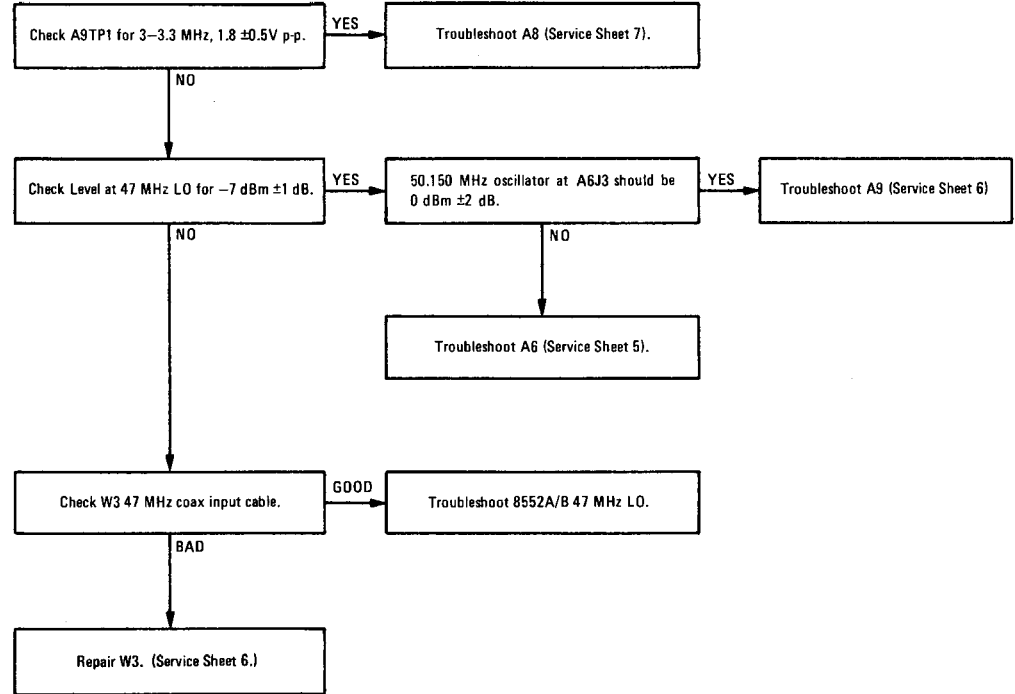 Check A9TP1 for 3–3.3 MHz, 1.8 ±0.5V p-p.
YES
Troubleshoot A8 (Service Sheet 7).
NO
Check Level at 47 MHz LO for −7 dBm ±1 dB.
YES
50.150 MHz oscillator at A6J3 should be
0 dBm ±2 dB.
YES
Troubleshoot A9 (Service Sheet 6)
NO
NO
Troubleshoot A6 (Service Sheet 5).
Check W3 47 MHz coax input cable.
GOOD
Troubleshoot 8552A/B 47 MHz LO.
BAD
Repair W3. (Service Sheet 6.)